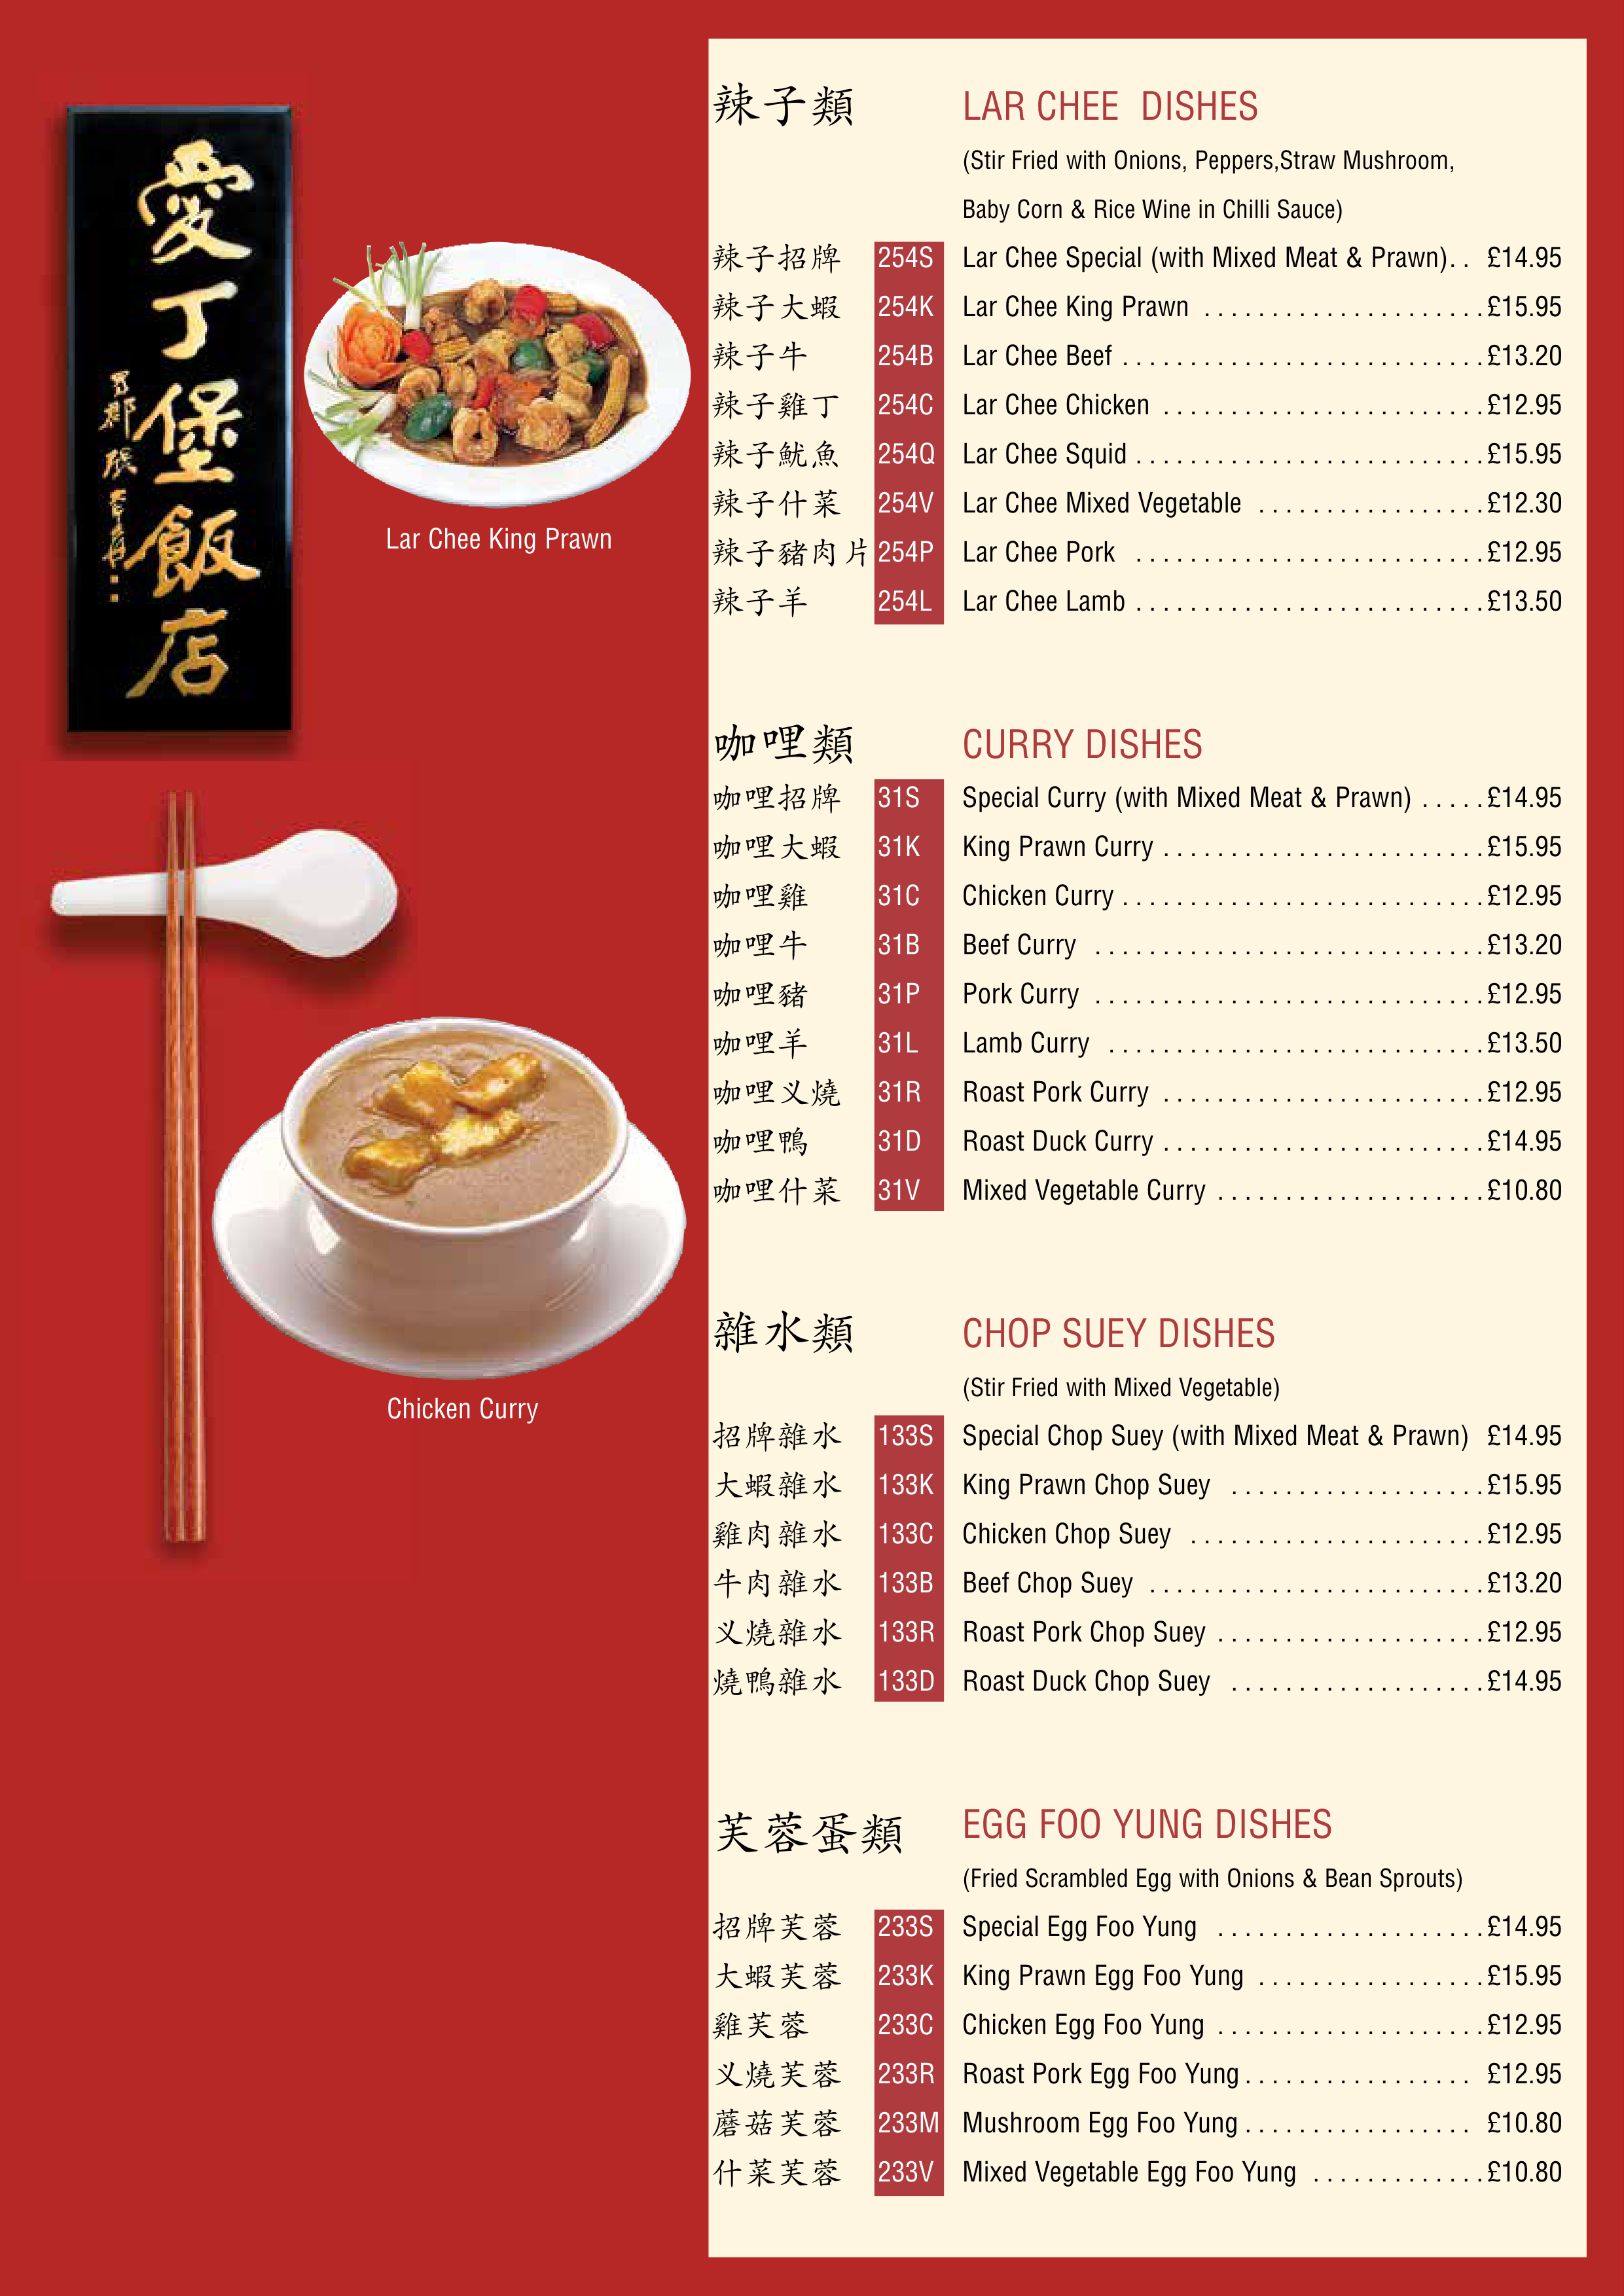 愛丁堡飯店
Lar Chee King Prawn
Chicken Curry
辣子類 LAR CHEE DISHES
(Stir Fried with Onions, Peppers,Straw Mushroom,
Baby Corn & Rice Wine in Chilli Sauce)
辣子招牌 254S Lar Chee Special (with Mixed Meat & Prawn). . £14.95
辣子大蝦 254K Lar Chee King Prawn . . . . . . . . . . . . . . . . . . . . . £15.95
辣子牛 254B Lar Chee Beef . . . . . . . . . . . . . . . . . . . . . . . . . . . £13.20
辣子雞丁 254C Lar Chee Chicken . . . . . . . . . . . . . . . . . . . . . . . . £12.95
辣子魷魚 254Q Lar Chee Squid . . . . . . . . . . . . . . . . . . . . . . . . . . £15.95
辣子什菜 254V Lar Chee Mixed Vegetable . . . . . . . . . . . . . . . . . £12.30
辣子豬肉片 254P Lar Chee Pork . . . . . . . . . . . . . . . . . . . . . . . . . . £12.95
辣子羊 254L Lar Chee Lamb . . . . . . . . . . . . . . . . . . . . . . . . . . £13.50
咖哩類 CURRY DISHES
咖哩招牌 31S Special Curry (with Mixed Meat & Prawn) . . . . . £14.95
咖哩大蝦 31K King Prawn Curry . . . . . . . . . . . . . . . . . . . . . . . . £15.95
咖哩雞 31C Chicken Curry . . . . . . . . . . . . . . . . . . . . . . . . . . . £12.95
咖哩牛 31B Beef Curry . . . . . . . . . . . . . . . . . . . . . . . . . . . . . £13.20
咖哩豬 31P Pork Curry . . . . . . . . . . . . . . . . . . . . . . . . . . . . . £12.95
咖哩羊 31L Lamb Curry . . . . . . . . . . . . . . . . . . . . . . . . . . . . £13.50
咖哩义燒 31R Roast Pork Curry . . . . . . . . . . . . . . . . . . . . . . . . £12.95
咖哩鴨 31D Roast Duck Curry . . . . . . . . . . . . . . . . . . . . . . . . £14.95
咖哩什菜 31V Mixed Vegetable Curry . . . . . . . . . . . . . . . . . . . . £10.80
雜水類 CHOP SUEY DISHES
(Stir Fried with Mixed Vegetable)
招牌雜水 133S Special Chop Suey (with Mixed Meat & Prawn) £14.95
大蝦雜水 133K King Prawn Chop Suey . . . . . . . . . . . . . . . . . . . £15.95
雞肉雜水 133C Chicken Chop Suey . . . . . . . . . . . . . . . . . . . . . . £12.95
牛肉雜水 133B Beef Chop Suey . . . . . . . . . . . . . . . . . . . . . . . . . £13.20
义燒雜水 133R Roast Pork Chop Suey . . . . . . . . . . . . . . . . . . . . £12.95
燒鴨雜水 133D Roast Duck Chop Suey . . . . . . . . . . . . . . . . . . . £14.95
芙蓉蛋類 EGG FOO YUNG DISHES
(Fried Scrambled Egg with Onions & Bean Sprouts)
招牌芙蓉 233S Special Egg Foo Yung . . . . . . . . . . . . . . . . . . . . £14.95
大蝦芙蓉 233K King Prawn Egg Foo Yung . . . . . . . . . . . . . . . . . £15.95
雞芙蓉 233C Chicken Egg Foo Yung . . . . . . . . . . . . . . . . . . . . £12.95
义燒芙蓉 233R Roast Pork Egg Foo Yung . . . . . . . . . . . . . . . . . £12.95
蘑菇芙蓉 233M Mushroom Egg Foo Yung . . . . . . . . . . . . . . . . . £10.80
什菜芙蓉 233V Mixed Vegetable Egg Foo Yung . . . . . . . . . . . . . £10.80